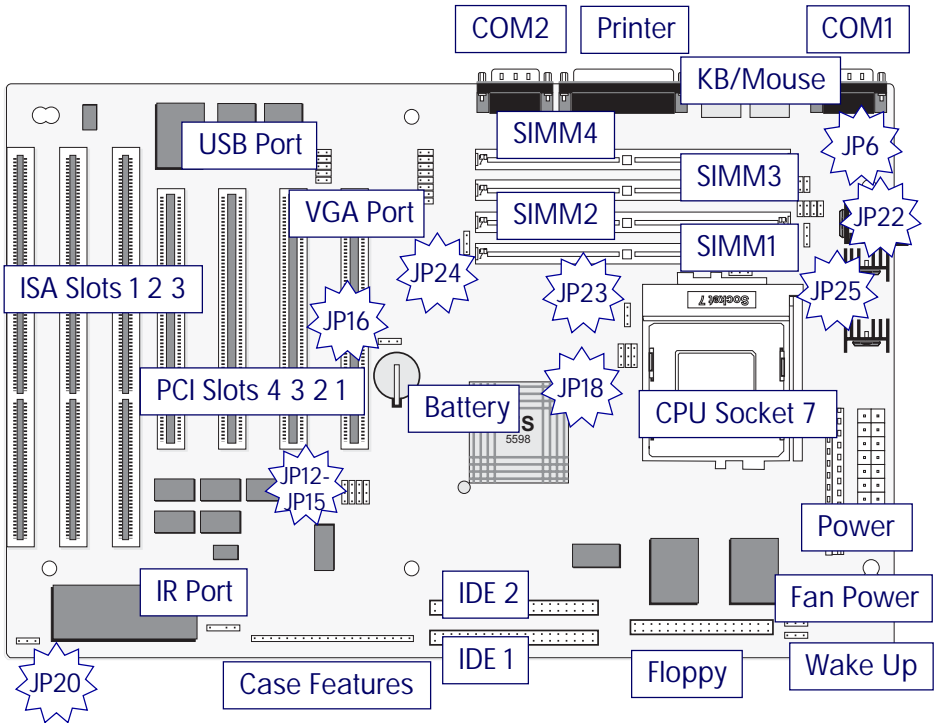 COM2
Printer
COM1
KB/Mouse
USB Port
SIMM4
JP6
SIMM3
VGA Port
SIMM2
JP22
SIMM1
JP24
ISA Slots 1 2 3
JP23
JP25
Socket 7
JP16
PCI Slots 4 3 2 1
Battery
JP18
CPU Socket 7
S
5598
JP12-
JP15
Power
IR Port
IDE 2
Fan Power
IDE 1
Floppy
Wake Up
JP20
Case Features